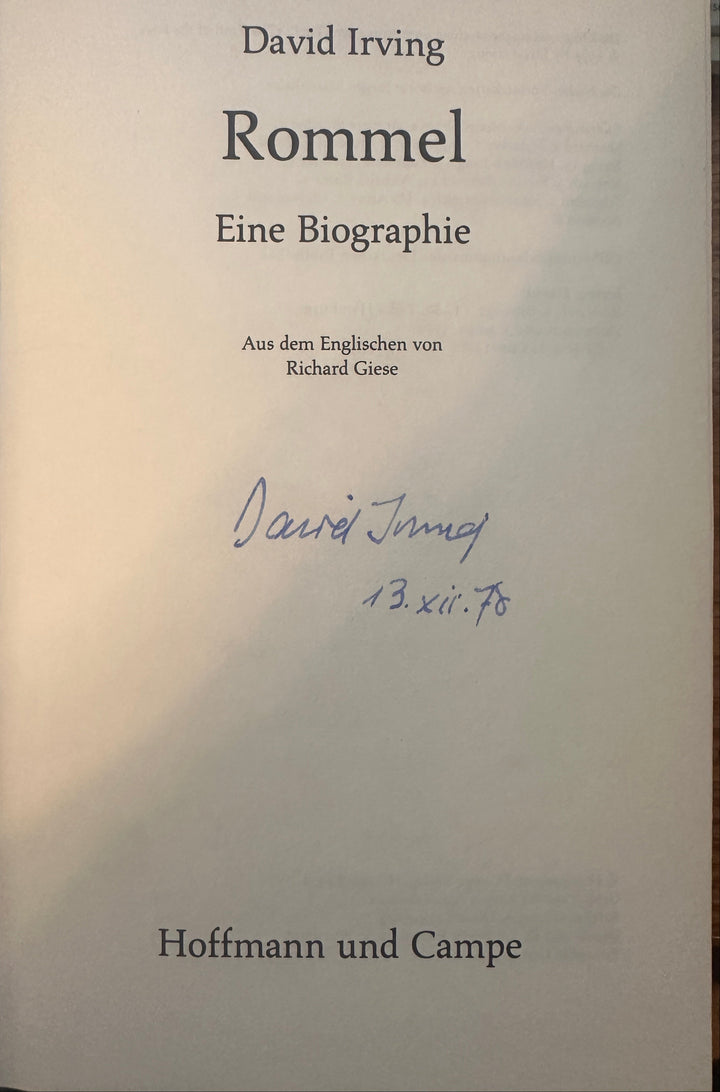 David Irving
Rommel
Eine Biographie
Aus dem Englischen von
Richard Giese
David Irving
13.xii.78
Hoffmann und Campe